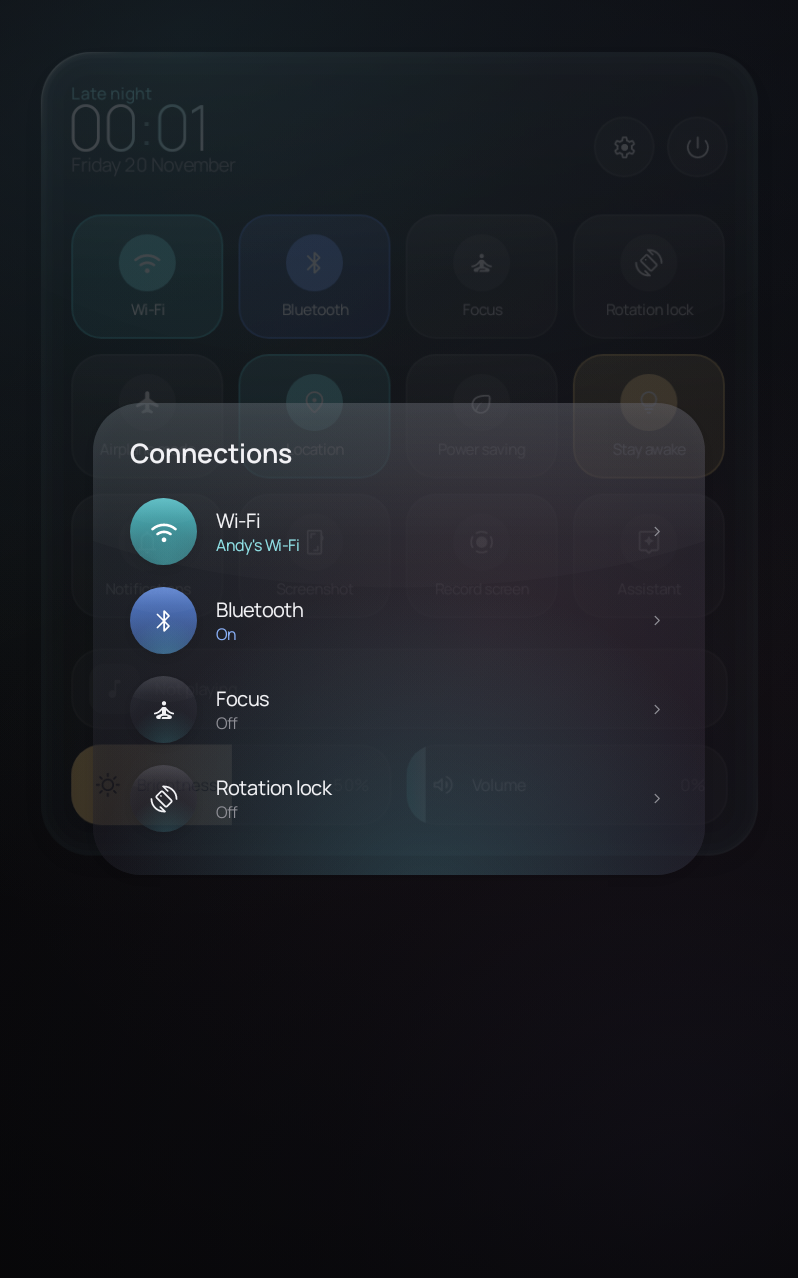 Late night
00:01
Friday 20 November
Wi-Fi
Bluetooth
Focus
Rotation lock
Location
Power saving
Stay awake
Connections
Wi-Fi
Andy's Wi-Fi
Screenshot
Record screen
Assistant
Bluetooth
On
Focus
Off
Rotation lock
Off
Volume
0%